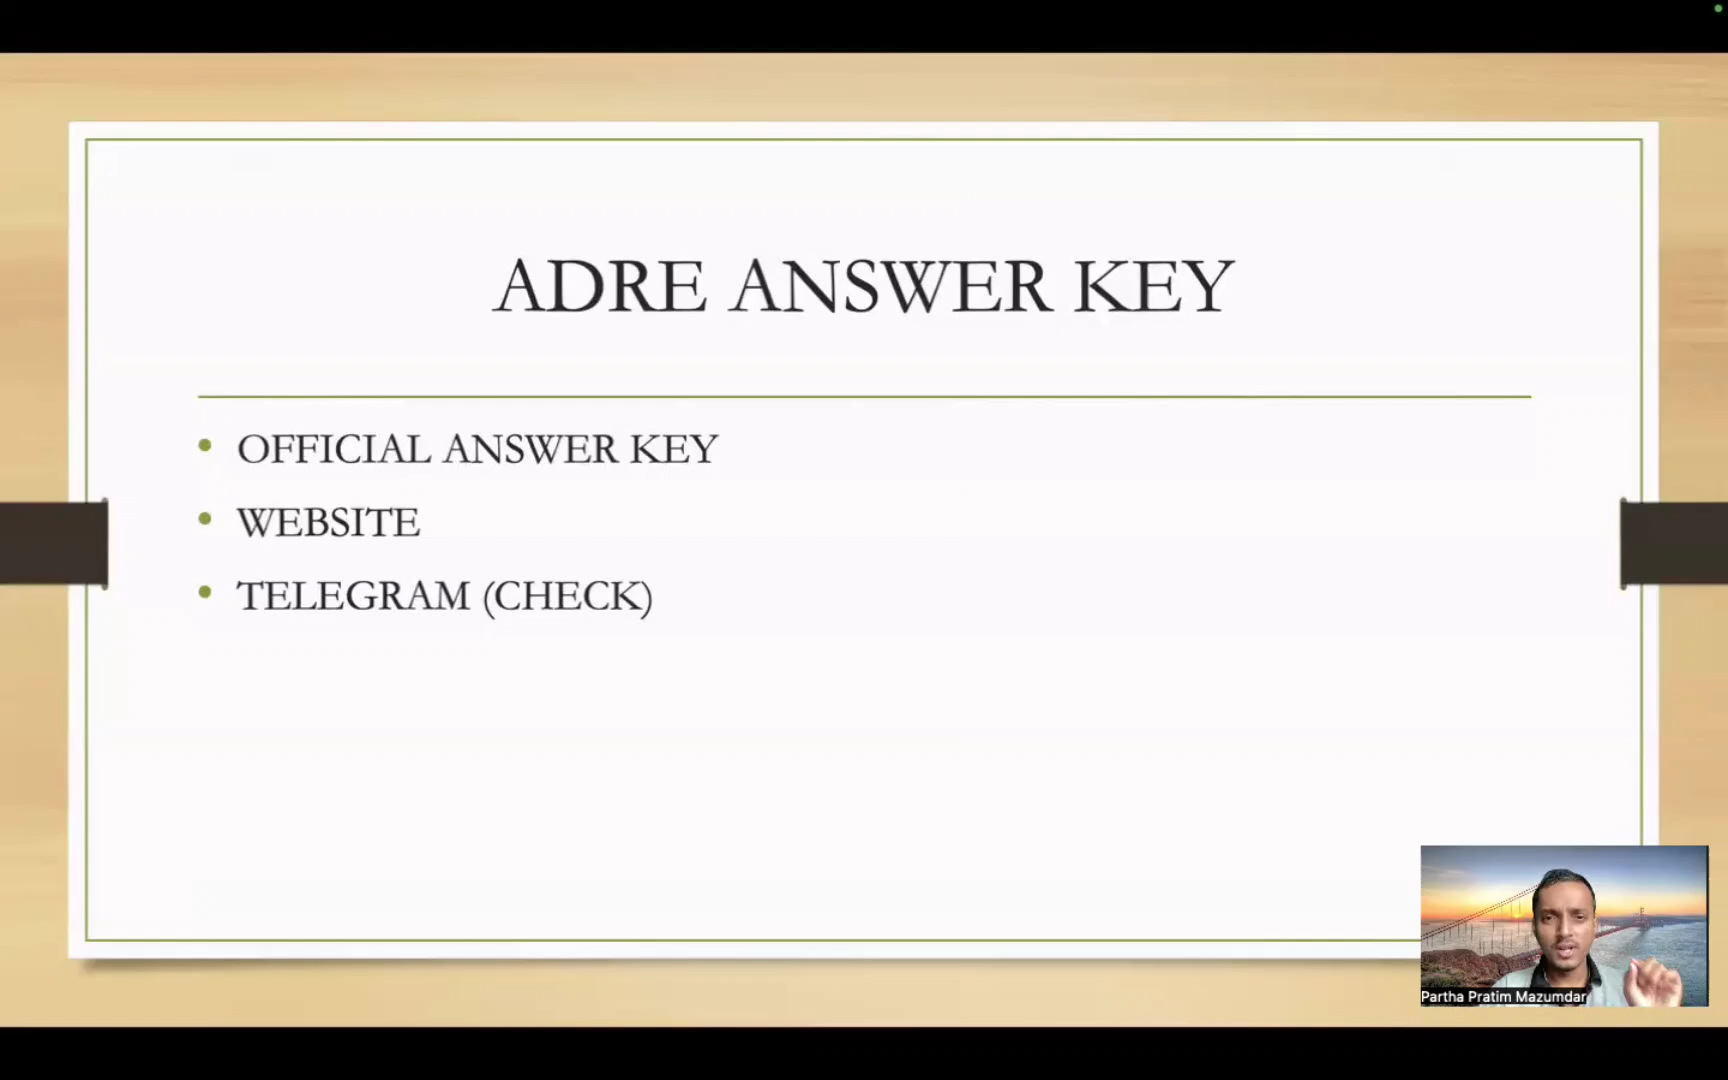 ADRE ANSWER KEY
OFFICIAL ANSWER KEY
WEBSITE
TELEGRAM (CHECK)
Partha Pratim Mazumdar